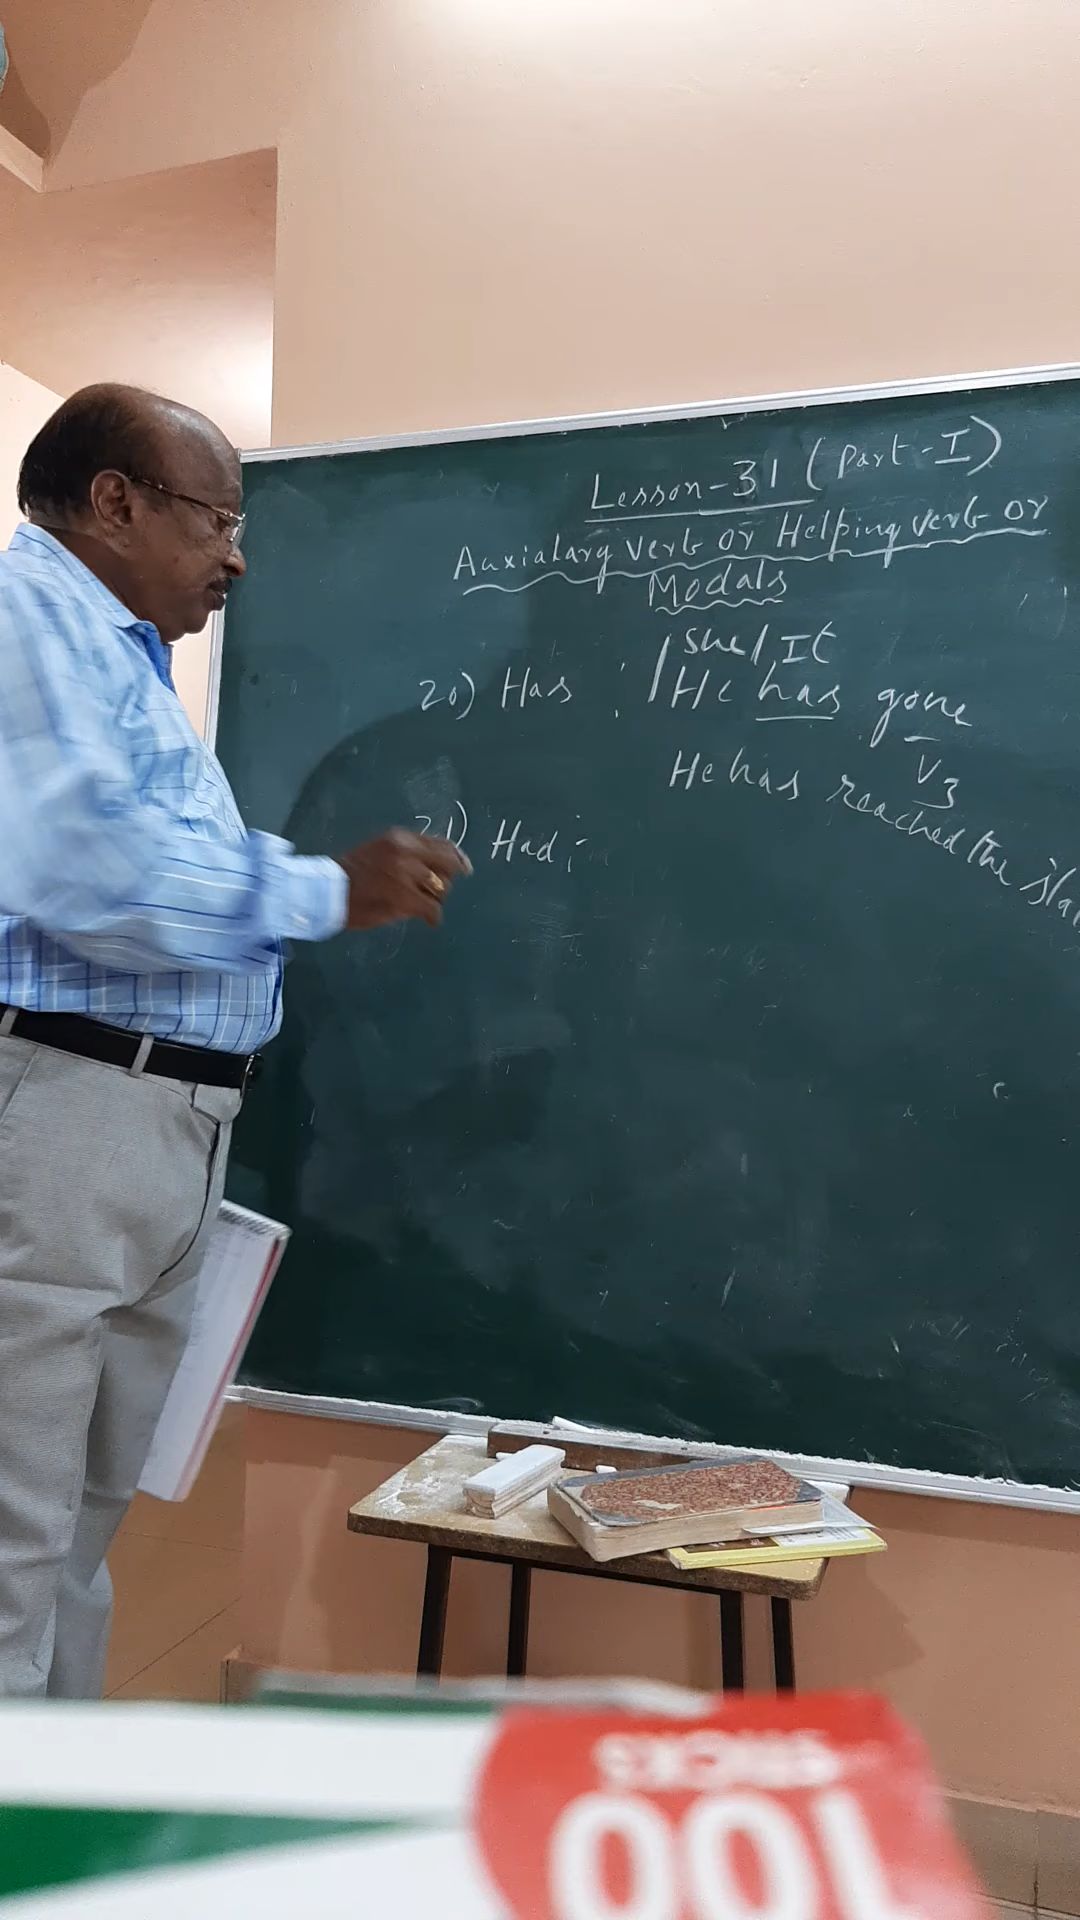 Lesson-31 (Part-I)
Auxialary verb or Helping verb or
Modals
She/It
20) Has : He has gone
V3
He has reached the
21) Had :
STICKS
100